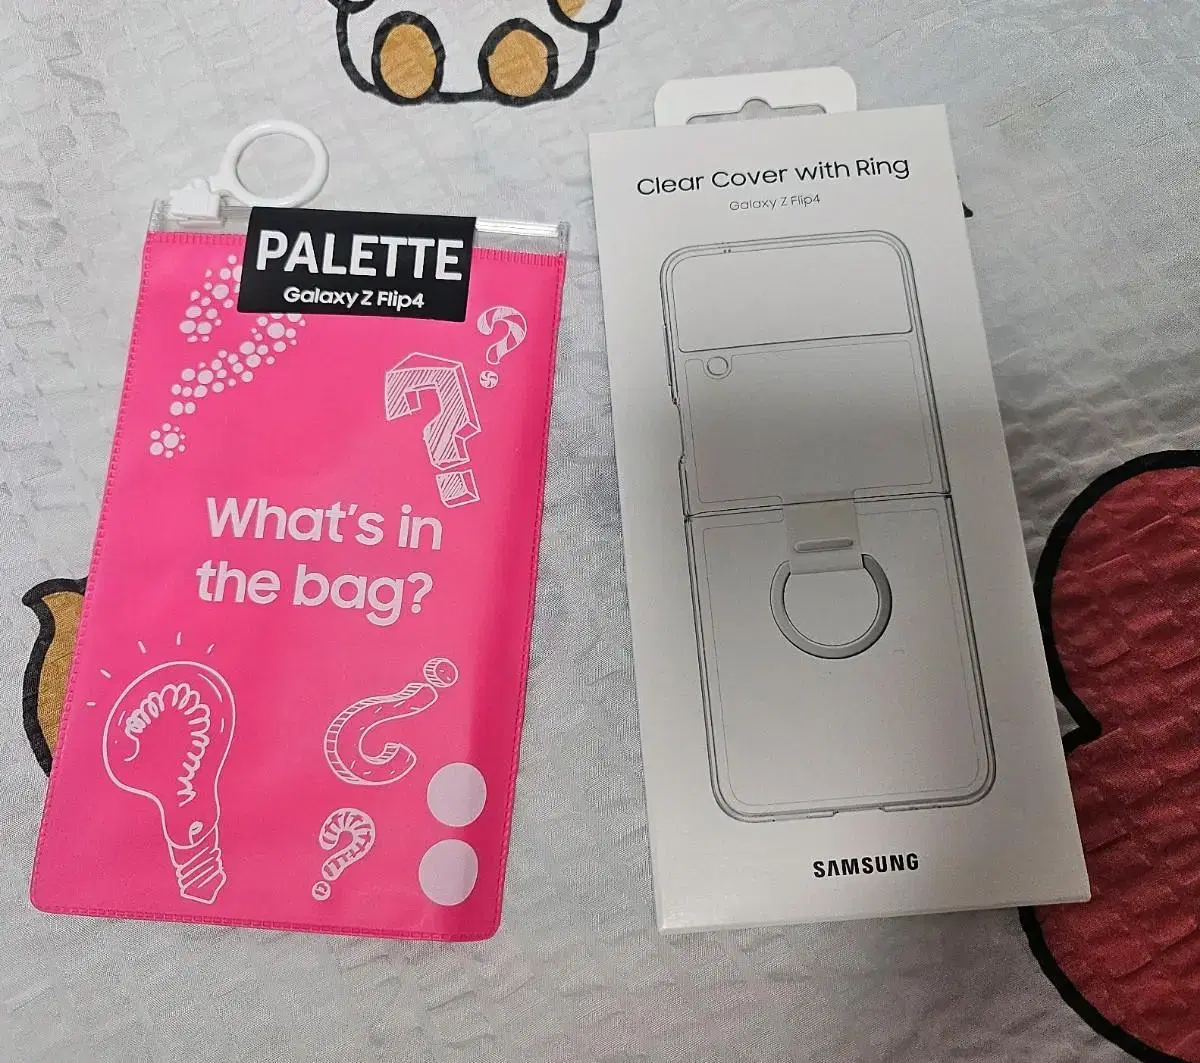 PALETTE
Galaxy Z Flip4
What's in
the bag?
Clear Cover with Ring
Galaxy Z Flip4
SAMSUNG